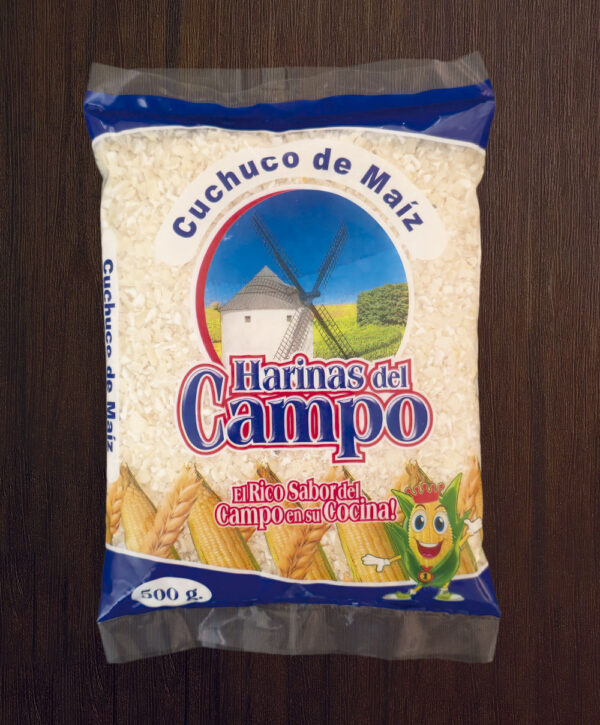 Cuchuco de Maíz
Cuchuco de Maíz
Harinas del
Campo
El Rico Sabor del
Campo en su Cocina!
500 g.